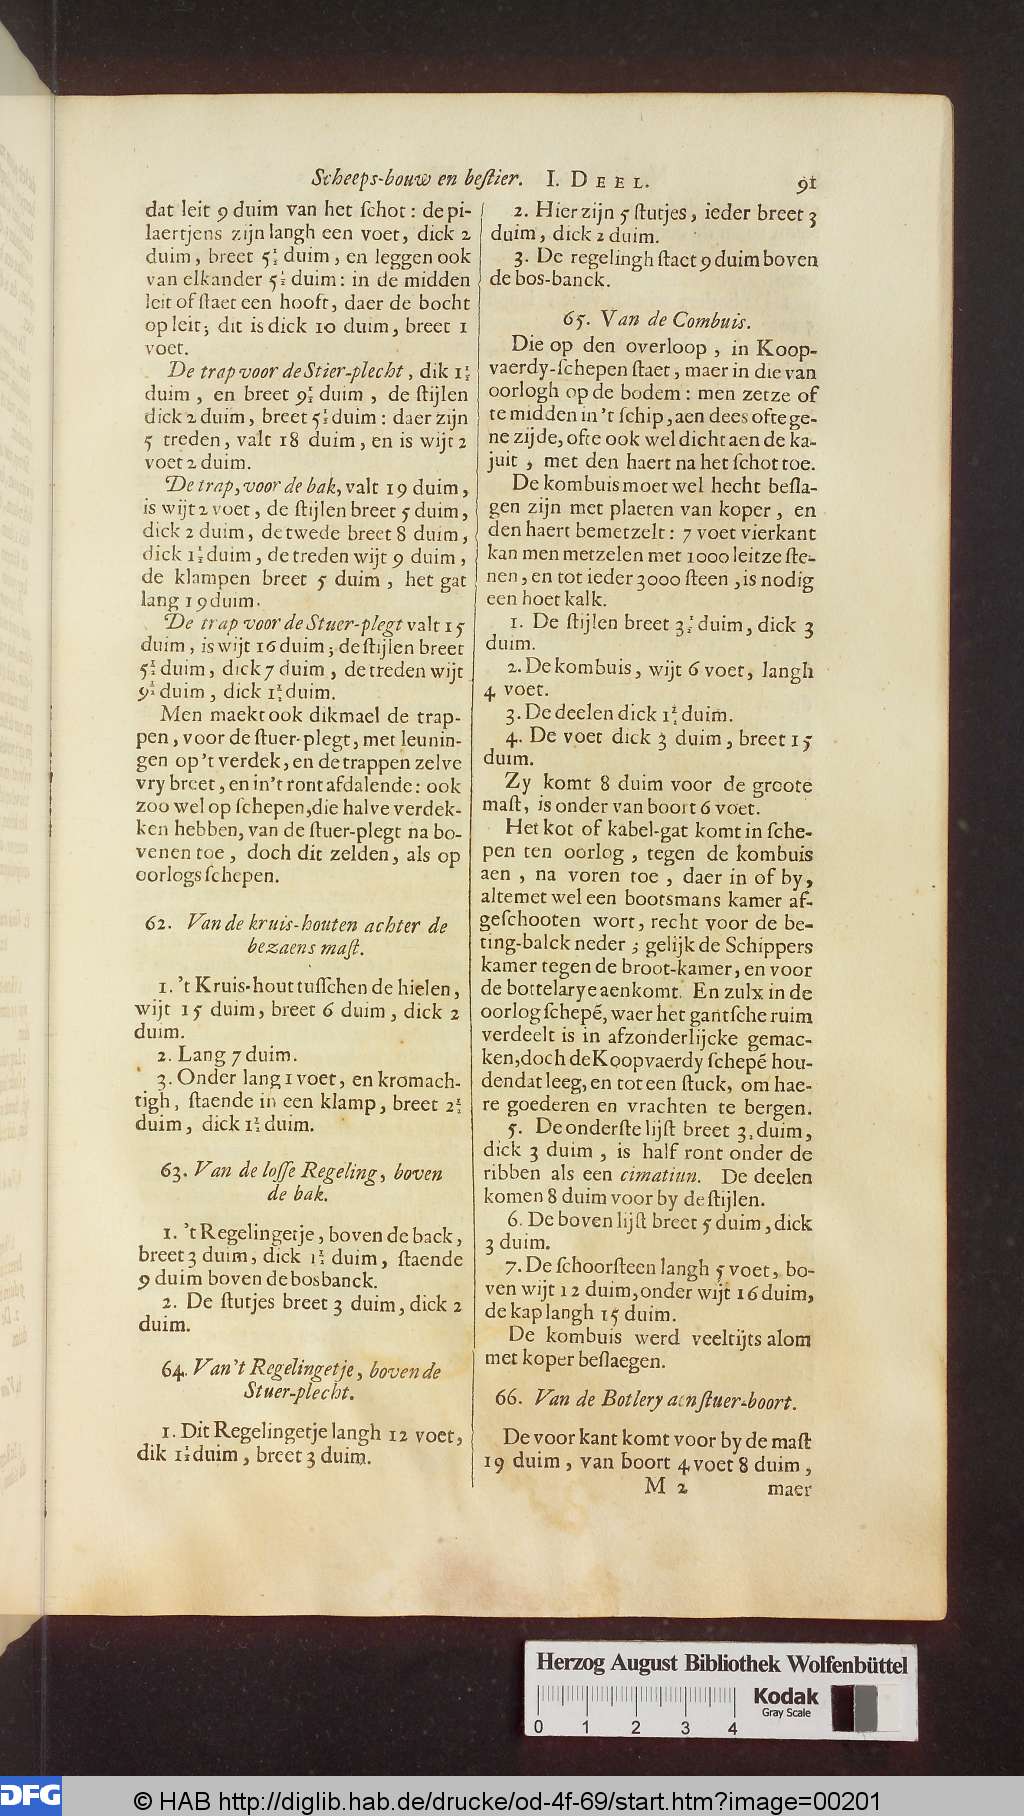 Scheeps-bouw en beſtier. I. DEEL. 91
dat leit 9 duim van het ſchot: de pi-
laertjens zijn langh een voet, dick 2
duim, breet 5½ duim, en leggen ook
van elkander 5½ duim: in de midden
leit of ſtaet een hooft, daer de bocht
op leit; dit is dick 10 duim, breet 1
voet.
De trap voor de Stier-plecht, dik 1½
duim, en breet 9½ duim, de ſtijlen
dick 2 duim, breet 5½ duim: daer zijn
5 treden, valt 18 duim, en is wijt 2
voet 2 duim.
De trap, voor de bak, valt 19 duim,
is wijt 2 voet, de ſtijlen breet 5 duim,
dick 2 duim, de twede breet 8 duim,
dick 1½ duim, de treden wijt 9 duim,
de klampen breet 5 duim, het gat
lang 19 duim.
De trap voor de Stuer-plegt valt 15
duim, is wijt 16 duim; de ſtijlen breet
5½ duim, dick 7 duim, de treden wijt
9½ duim, dick 1½ duim.
Men maekt ook dikmael de trap-
pen, voor de ſtuer-plegt, met leunin-
gen op't verdek, en de trappen zelve
vry breet, en in't ront afdalende: ook
zoo wel op ſchepen, die halve verdek-
ken hebben, van de ſtuer-plegt na bo-
venen toe, doch dit zelden, als op
oorlogs ſchepen.
62. Van de kruis-houten achter de
bezaens maſt.
1. 't Kruis-hout tuſſchen de hielen,
wijt 15 duim, breet 6 duim, dick 2
duim.
2. Lang 7 duim.
3. Onder lang 1 voet, en kromach-
tigh, ſtaende in een klamp, breet 2½
duim, dick 1½ duim.
63. Van de loſſe Regeling, boven
de bak.
1. 't Regelingetje, boven de back,
breet 3 duim, dick 1½ duim, ſtaende
9 duim boven de bosbanck.
2. De ſtutjes breet 3 duim, dick 2
duim.
64. Van't Regelingetje, boven de
Stuer-plecht.
1. Dit Regelingetje langh 12 voet,
dik 1½ duim, breet 3 duim.
2. Hier zijn 5 ſtutjes, ieder breet 3
duim, dick 2 duim.
3. De regelingh ſtaet 9 duim boven
de bos-banck.
65. Van de Combuis.
Die op den overloop, in Koop-
vaerdy-ſchepen ſtaet, maer in die van
oorlogh op de bodem: men zetze of
te midden in't ſchip, aen dees ofte ge-
ne zijde, ofte ook wel dicht aen de ka-
juit, met den haert na het ſchot toe.
De kombuis moet wel hecht beſla-
gen zijn met plaeten van koper, en
den haert bemetzelt: 7 voet vierkant
kan men metzelen met 1000 leitze ſte-
nen, en tot ieder 3000 ſteen, is nodig
een hoet kalk.
1. De ſtijlen breet 3½ duim, dick 3
duim.
2. De kombuis, wijt 6 voet, langh
4 voet.
3. De deelen dick 1½ duim.
4. De voet dick 3 duim, breet 15
duim.
Zy komt 8 duim voor de groote
maſt, is onder van boort 6 voet.
Het kot of kabel-gat komt in ſche-
pen ten oorlog, tegen de kombuis
aen, na voren toe, daer in of by,
altemet wel een bootsmans kamer af-
geſchooten wort, recht voor de be-
ting-balck neder; gelijk de Schippers
kamer tegen de broot-kamer, en voor
de bottelarye aenkomt. En zulx in de
oorlog ſchepẽ, waer het gantſche ruim
verdeelt is in afzonderlijcke gemac-
ken, doch de Koopvaerdy ſchepẽ hou-
den dat leeg, en tot een ſtuck, om hae-
re goederen en vrachten te bergen.
5. De onderſte lijſt breet 3. duim,
dick 3 duim, is half ront onder de
ribben als een cimatiun. De deelen
komen 8 duim voor by de ſtijlen.
6. De boven lijſt breet 5 duim, dick
3 duim.
7. De ſchoorſteen langh 5 voet, bo-
ven wijt 12 duim, onder wijt 16 duim,
de kap langh 15 duim.
De kombuis werd veeltijts alom
met koper beſlaegen.
66. Van de Botlery aen ſtuer-boort.
De voor kant komt voor by de maſt
19 duim, van boort 4 voet 8 duim,
M 2 maer
Herzog August Bibliothek Wolfenbüttel
Kodak
Gray Scale
0 1 2 3 4
DFG
© HAB http://diglib.hab.de/drucke/od-4f-69/start.htm?image=00201